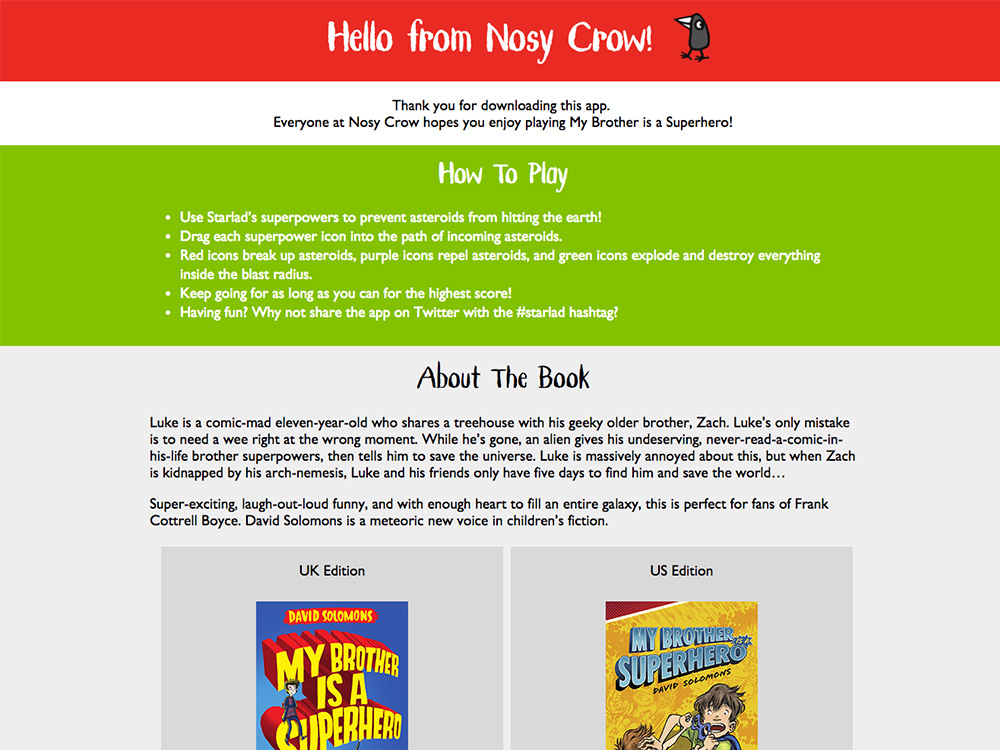 Hello from Nosy Crow!
Thank you for downloading this app.
Everyone at Nosy Crow hopes you enjoy playing My Brother is a Superhero!
How To Play
• Use Starlad's superpowers to prevent asteroids from hitting the earth!
• Drag each superpower icon into the path of incoming asteroids.
• Red icons break up asteroids, purple icons repel asteroids, and green icons explode and destroy everything
inside the blast radius.
• Keep going for as long as you can for the highest score!
• Having fun? Why not share the app on Twitter with the #starlad hashtag?
About The Book
Luke is a comic-mad eleven-year-old who shares a treehouse with his geeky older brother, Zach. Luke's only mistake
is to need a wee right at the wrong moment. While he's gone, an alien gives his undeserving, never-read-a-comic-in-
his-life brother superpowers, then tells him to save the universe. Luke is massively annoyed about this, but when Zach
is kidnapped by his arch-nemesis, Luke and his friends only have five days to find him and save the world…
Super-exciting, laugh-out-loud funny, and with enough heart to fill an entire galaxy, this is perfect for fans of Frank
Cottrell Boyce. David Solomons is a meteoric new voice in children's fiction.
UK Edition
DAVID SOLOMONS
MY BROTHER
IS A
SUPERHERO
US Edition
MY BROTHER IS A
SUPERHERO
DAVID SOLOMONS